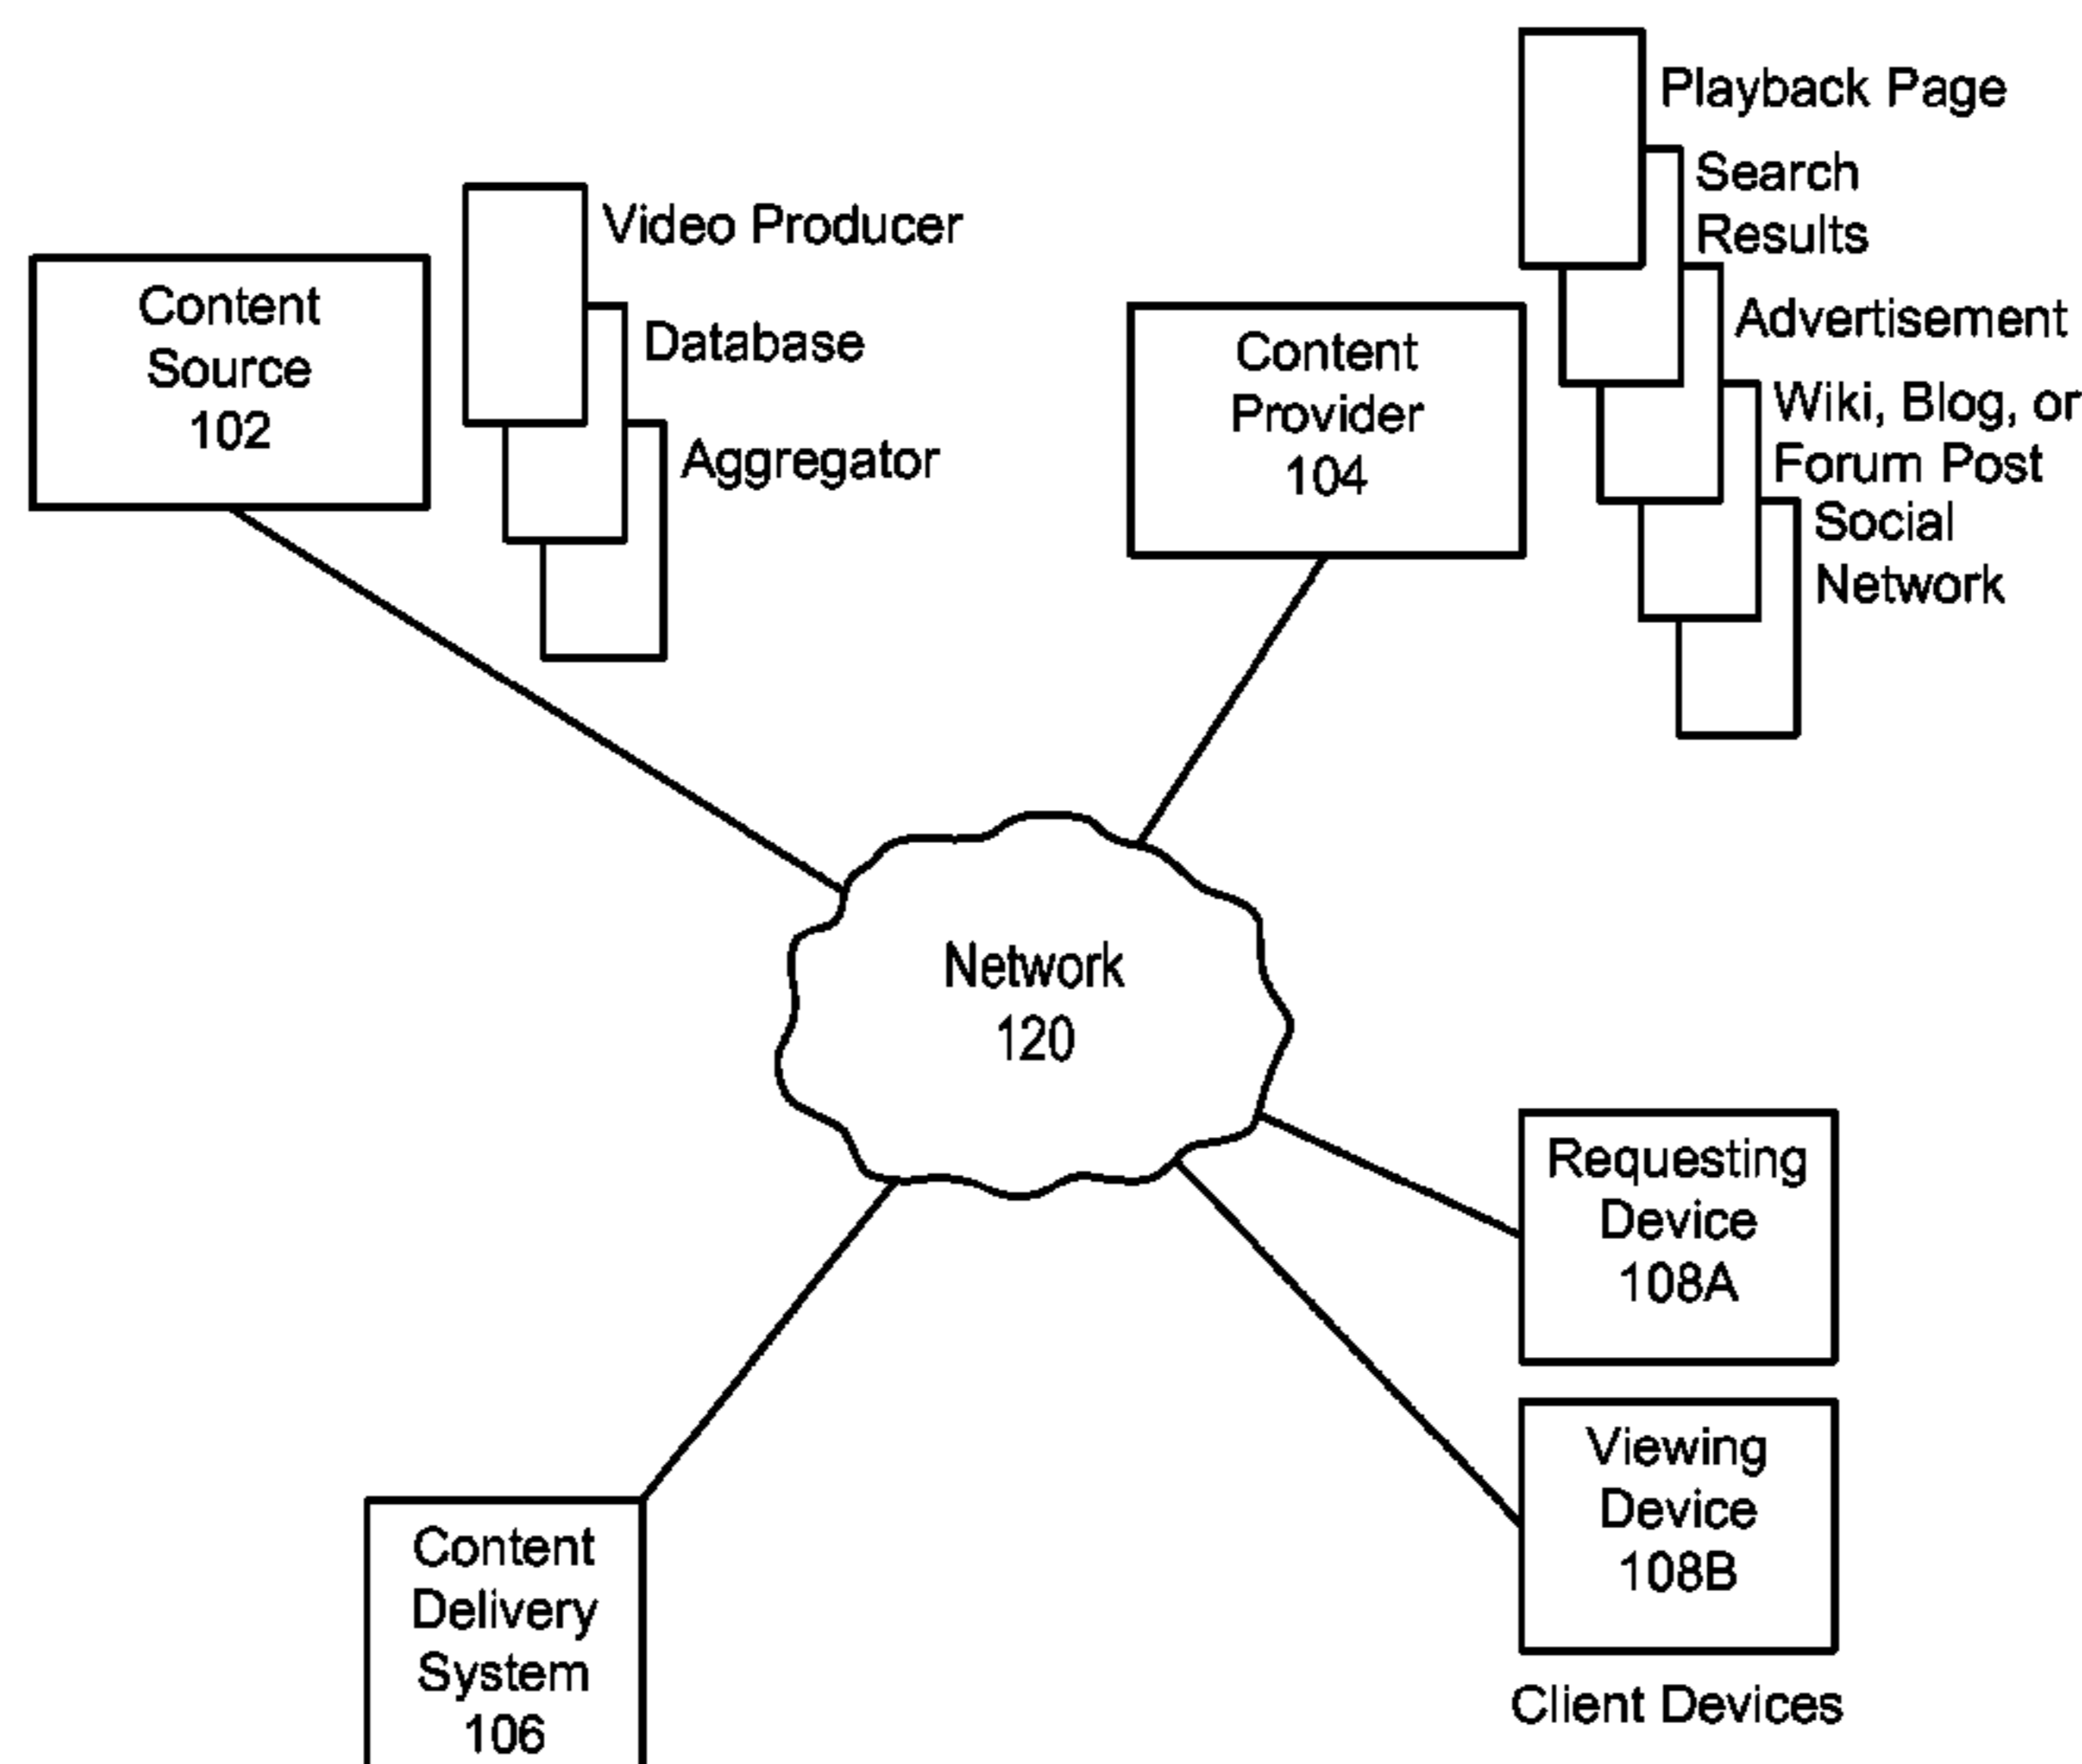 Playback Page
Search
Results
Advertisement
Wiki, Blog, or
Forum Post
Social
Network
Video Producer
Database
Aggregator
Content
Source
102
Content
Provider
104
Network
120
Requesting
Device
108A
Viewing
Device
108B
Client Devices
Content
Delivery
System
106